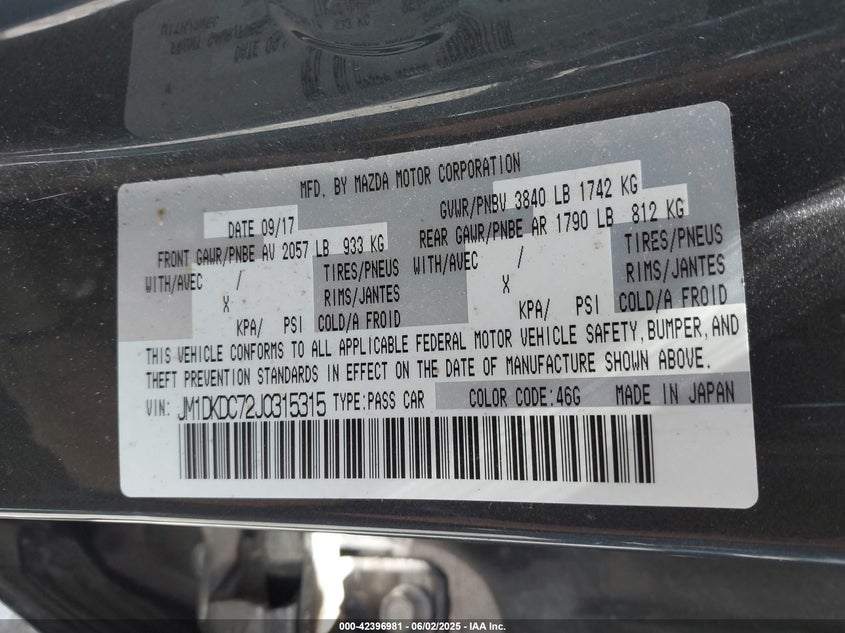 MFD. BY MAZDA MOTOR CORPORATION
DATE 09/17 GVWR/PNBV 3840 LB 1742 KG
FRONT GAWR/PNBE AV 2057 LB 933 KG REAR GAWR/PNBE AR 1790 LB 812 KG
WITH/AVEC / TIRES/PNEUS WITH/AVEC / TIRES/PNEUS
X RIMS/JANTES X RIMS/JANTES
KPA/ PSI COLD/A FROID KPA/ PSI COLD/A FROID
THIS VEHICLE CONFORMS TO ALL APPLICABLE FEDERAL MOTOR VEHICLE SAFETY, BUMPER, AND
THEFT PREVENTION STANDARDS IN EFFECT ON THE DATE OF MANUFACTURE SHOWN ABOVE.
VIN: JM1DKDC72J0315315 TYPE:PASS CAR COLOR CODE:46G MADE IN JAPAN
000-42396981 - 06/02/2025 - IAA Inc.